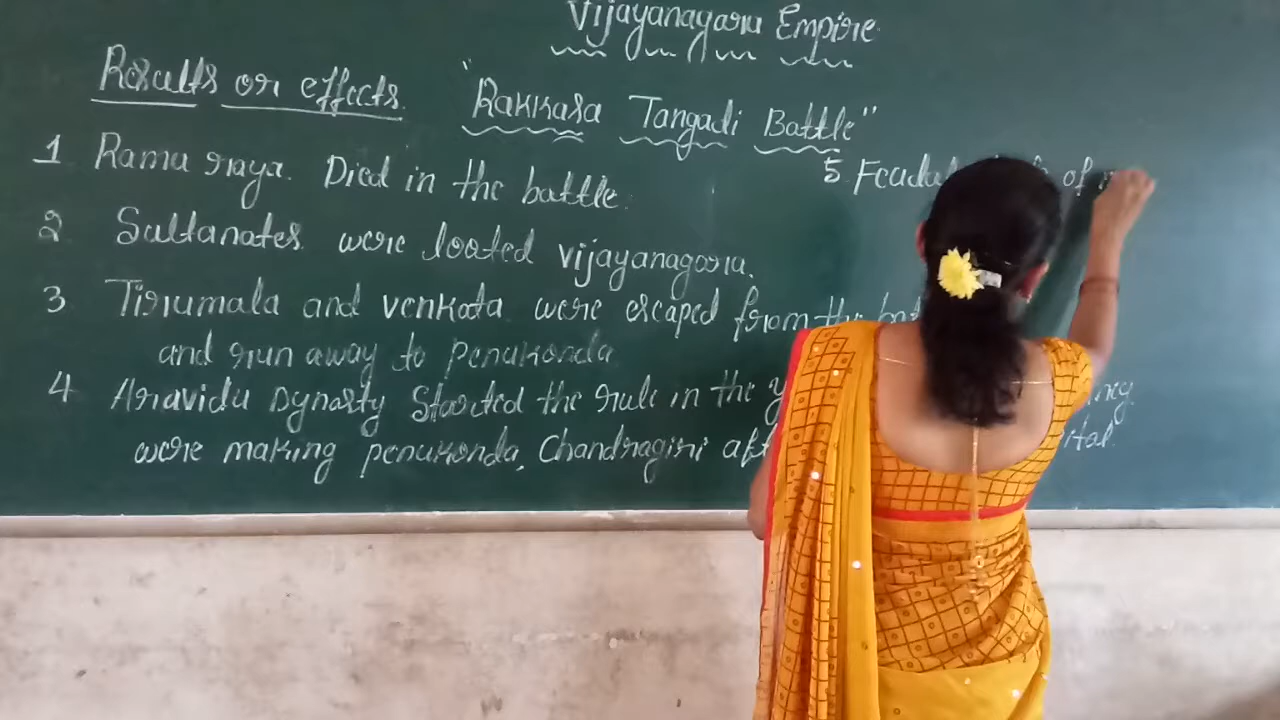 Vijayanagara Empire
Results or effects.
"Rakkasa Tangadi Battle"
1 Rama raya. Died in the battle.
2 Sultanates were looted vijayanagara.
3 Tirumala and venkata were escaped from the
and run away to Penukonda
4 Aravidu Dynasty Started the rule in the
were making penukonda, Chandragiri
5. of